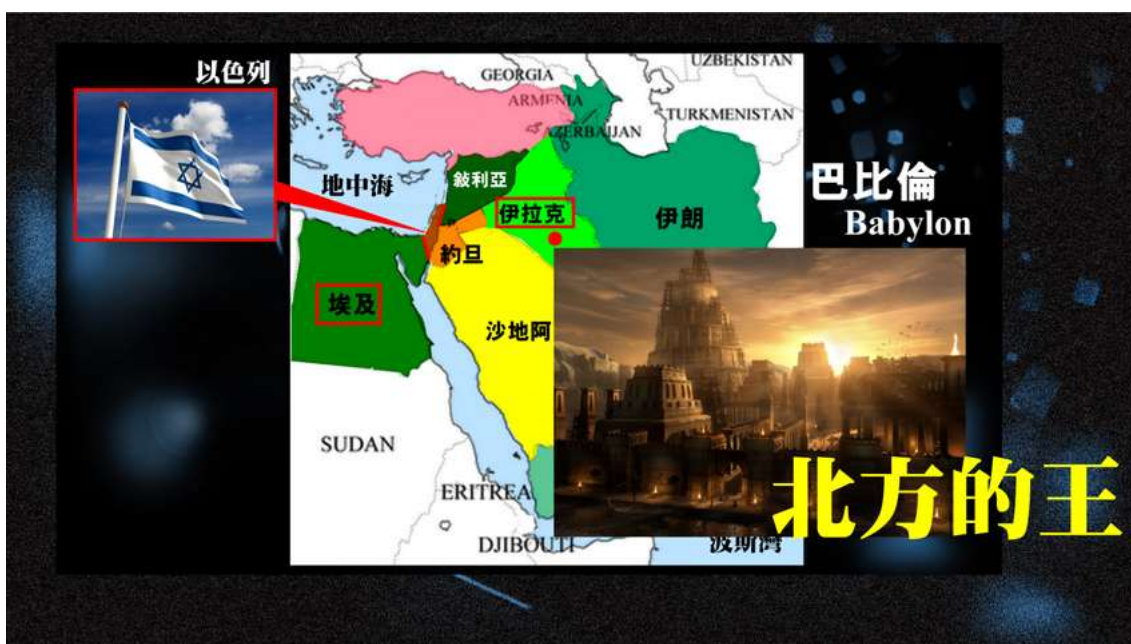 以色列
GEORGIA
UZBEKISTAN
ARMENIA
TURKMENISTAN
AZERBAIJAN
地中海
敍利亞
巴比倫
Babylon
伊拉克
伊朗
約旦
埃及
沙地阿
SUDAN
ERITREA
北方的王
DJIBOUTI
波斯灣